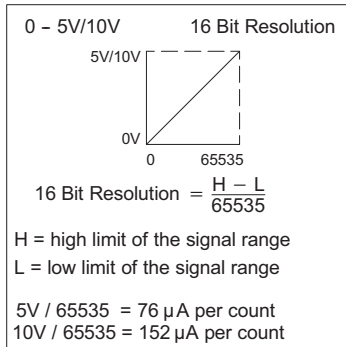 0 – 5V/10V 16 Bit Resolution
5V/10V
0V
0 65535
16 Bit Resolution = H – L / 65535
H = high limit of the signal range
L = low limit of the signal range
5V / 65535 = 76 µA per count
10V / 65535 = 152 µA per count